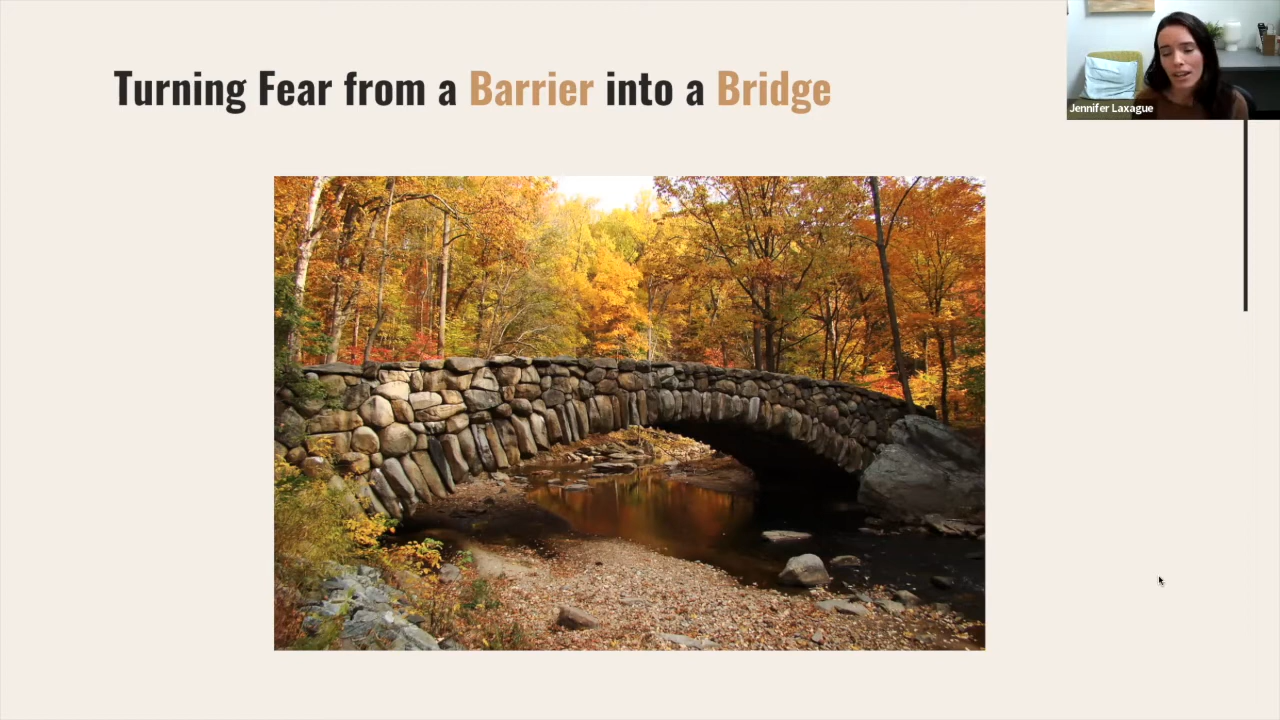 Turning Fear from a Barrier into a Bridge
Jennifer Laxague